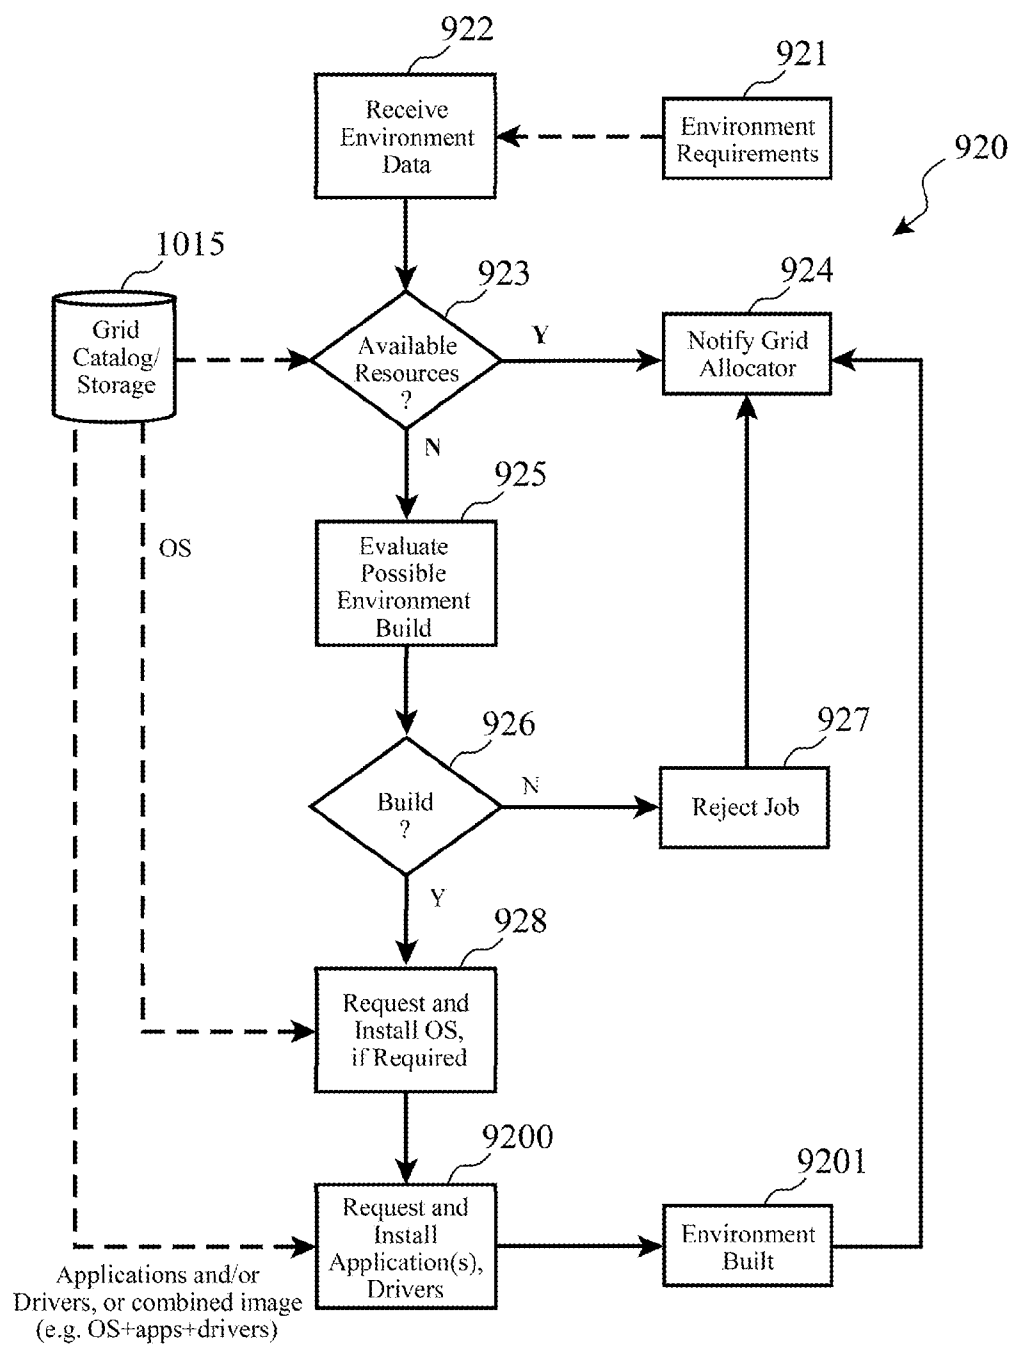 922
Receive
Environment
Data
921
Environment
Requirements
920
1015
Grid
Catalog/
Storage
923
Available
Resources
?
Y
N
924
Notify Grid
Allocator
925
Evaluate
Possible
Environment
Build
OS
926
Build
?
N
Y
927
Reject Job
928
Request and
Install OS,
if Required
9200
Request and
Install
Application(s),
Drivers
9201
Environment
Built
Applications and/or
Drivers, or combined image
(e.g. OS+apps+drivers)